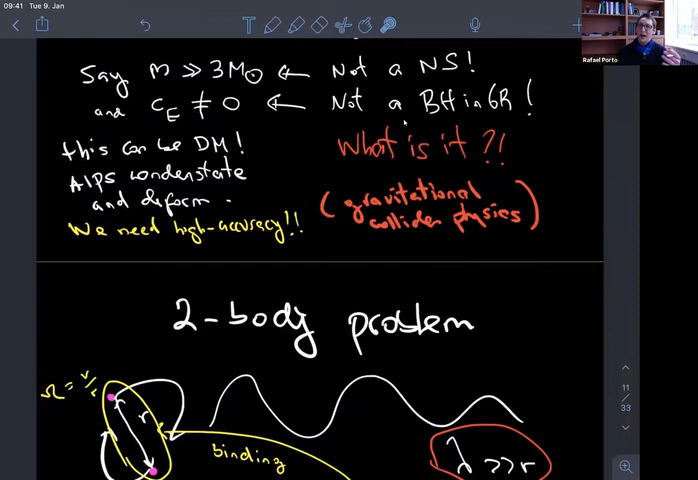 09:41 Tue 9. Jan
Rafael Porto
Say m >> 3M⊙ ← Not a NS!
and C_E ≠ 0 ← Not a BH in GR!
this can be DM!
What is it?!
ALPs condensate
and deform.
(gravitational
collider physics)
We need high-accuracy!!
2-body problem
Ω = v/r
r
binding
λ >> r
11
/
33